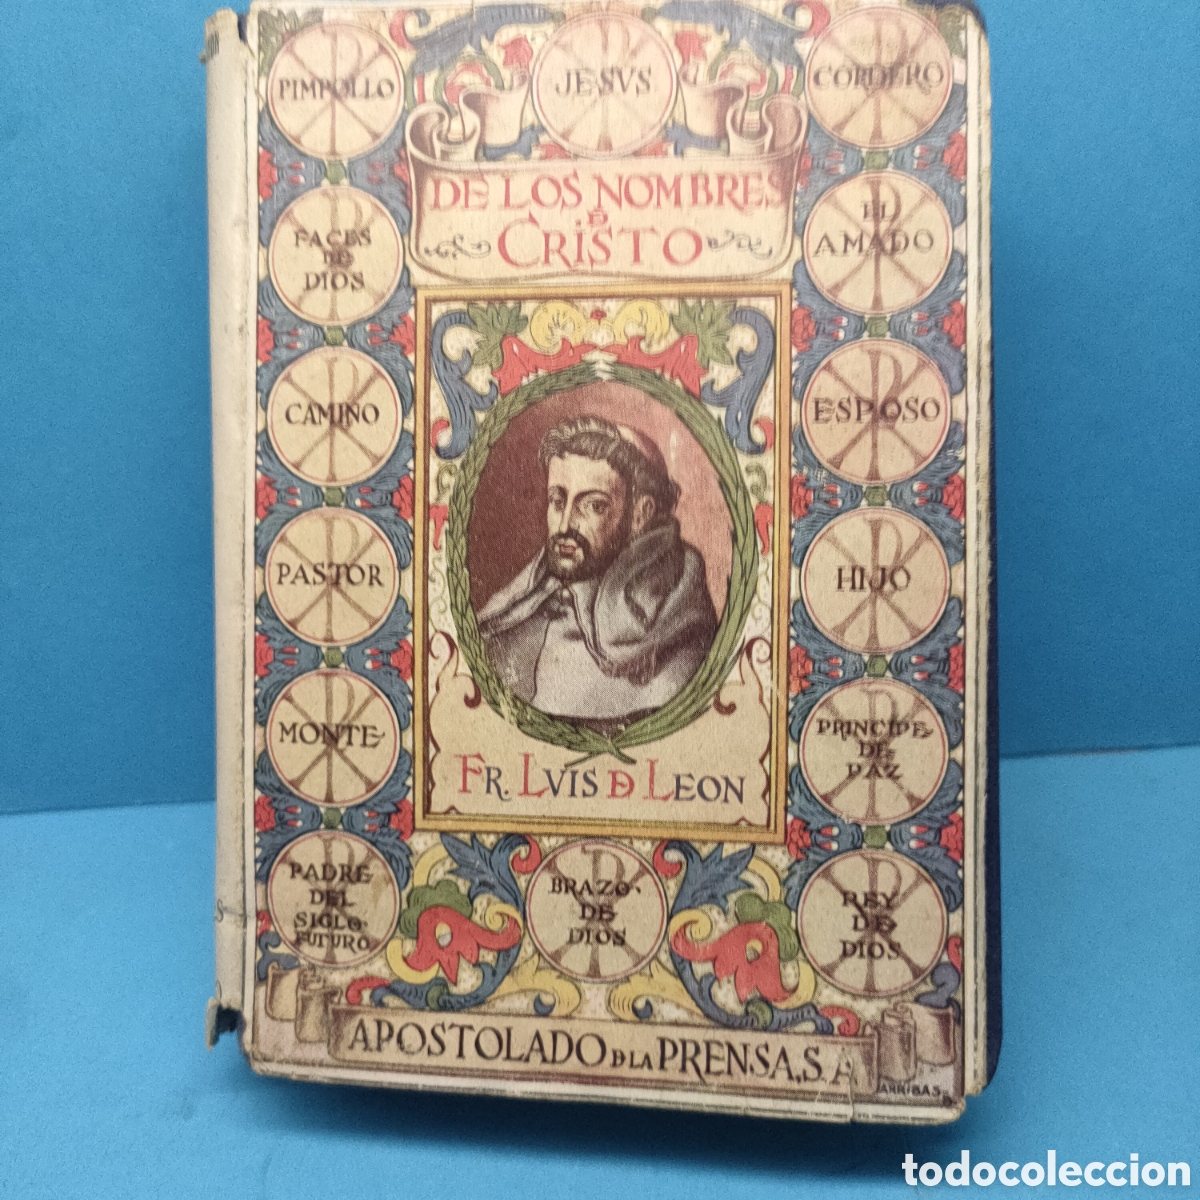 PIMPOLLO
JESVS
CORDERO
DE LOS NOMBRES
D
CRISTO
FACES
DE
DIOS
EL
AMADO
CAMINO
ESPOSO
PASTOR
HIJO
MONTE
PRINCIPE
DE
PAZ
FR. LVIS D LEON
PADRE
DEL
SIGLO
FUTURO
BRAZO
DE
DIOS
REY
DE
DIOS
APOSTOLADO D LA PRENSA, S. A
ARRIBAS
todocoleccion